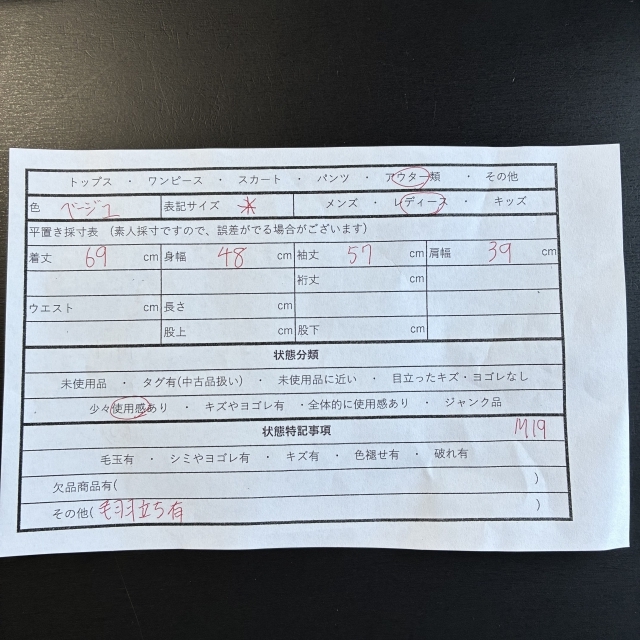 トップス ・ ワンピース ・ スカート ・ パンツ ・ アウター類 ・ その他
色 ベージュ 表記サイズ メンズ ・ レディース ・ キッズ
平置き採寸表 （素人採寸ですので、誤差がでる場合がございます）
着丈 69 cm 身幅 48 cm 袖丈 57 cm 肩幅 39 cm
裄丈 cm
ウエスト cm 長さ cm
股上 cm 股下 cm
状態分類
未使用品 ・ タグ有(中古品扱い) ・ 未使用品に近い ・ 目立ったキズ・ヨゴレなし
少々使用感あり ・ キズやヨゴレ有 ・全体的に使用感あり ・ ジャンク品
状態特記事項 M19
毛玉有 ・ シミやヨゴレ有 ・ キズ有 ・ 色褪せ有 ・ 破れ有
欠品商品有( )
その他( 毛羽立ち有 )